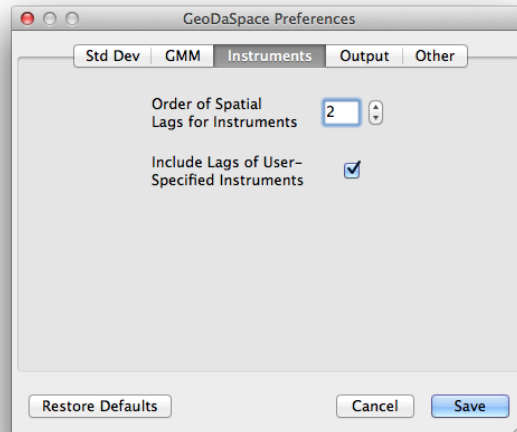 GeoDaSpace Preferences
Std Dev GMM Instruments Output Other
Order of Spatial
Lags for Instruments 2
Include Lags of User-
Specified Instruments
Restore Defaults Cancel Save